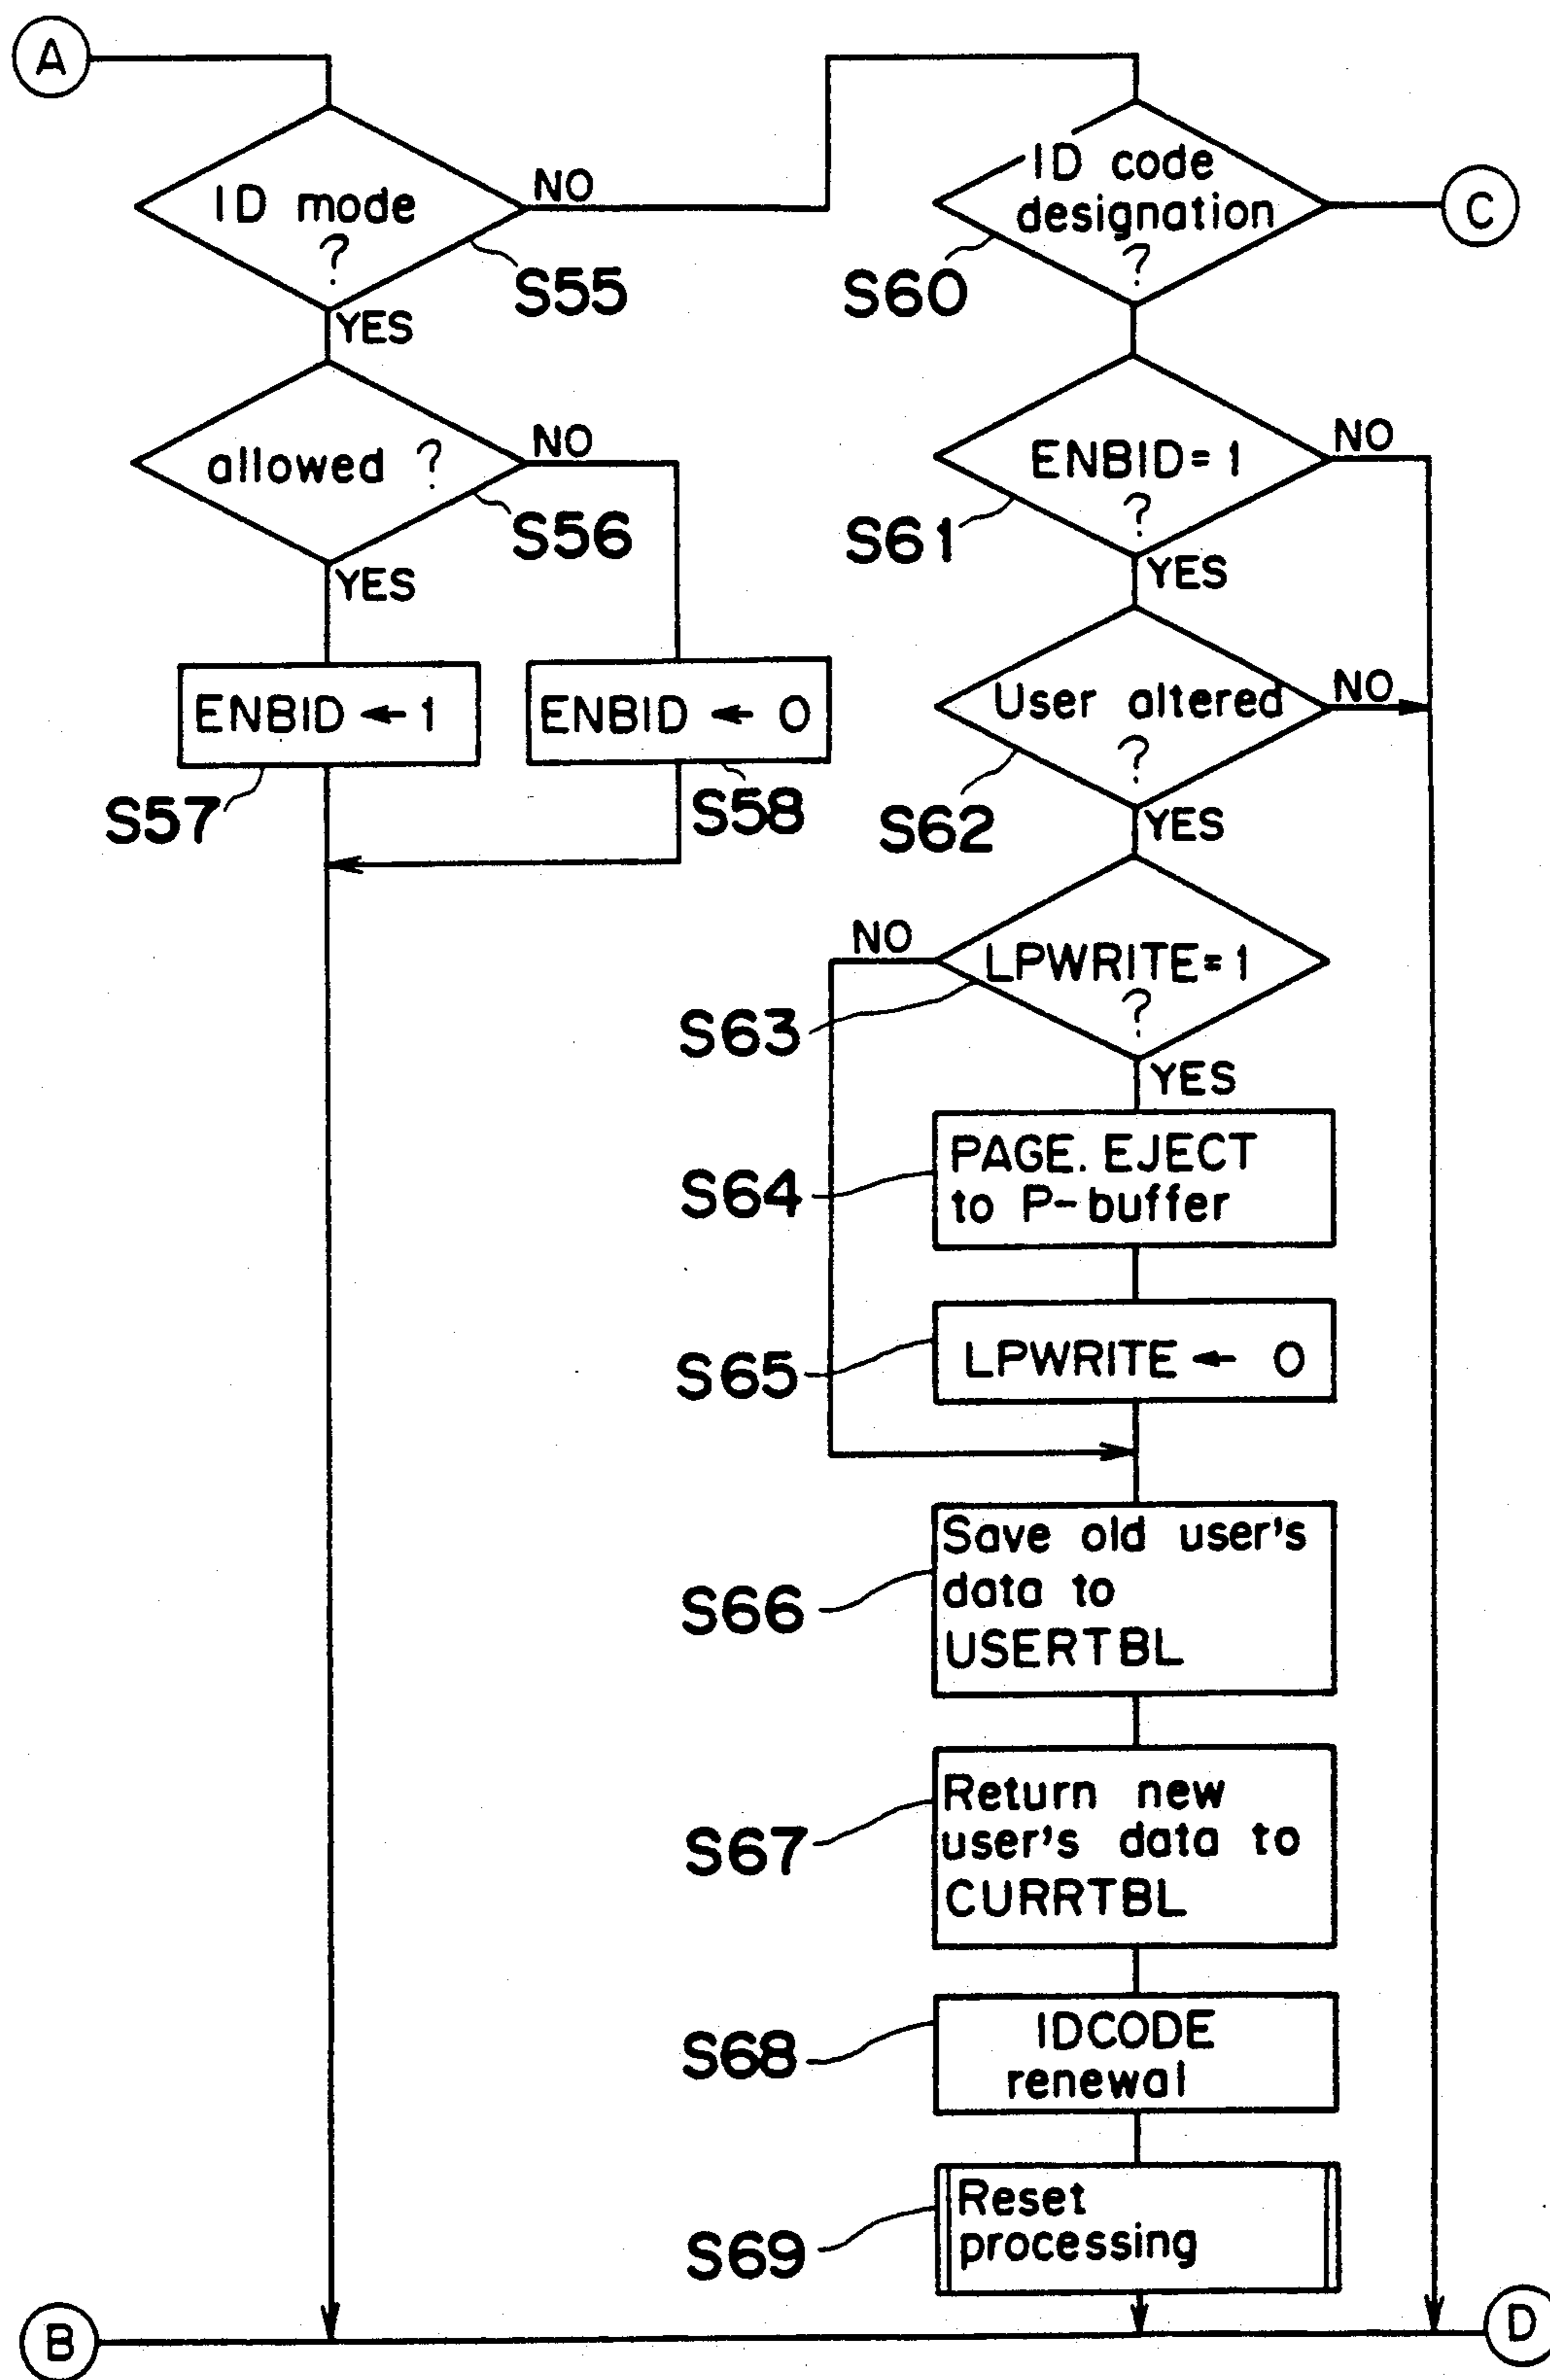 A
ID mode
?
NO
S55
YES
allowed ?
NO
S56
YES
ENBID ← 1
S57
ENBID ← 0
S58
ID code
designation
?
C
S60
ENBID = 1
?
NO
S61
YES
User altered
?
NO
S62
YES
LPWRITE = 1
?
NO
S63
YES
PAGE. EJECT
to P-buffer
S64
LPWRITE ← 0
S65
Save old user's
data to
USERTBL
S66
Return new
user's data to
CURRTBL
S67
IDCODE
renewal
S68
Reset
processing
S69
B
D